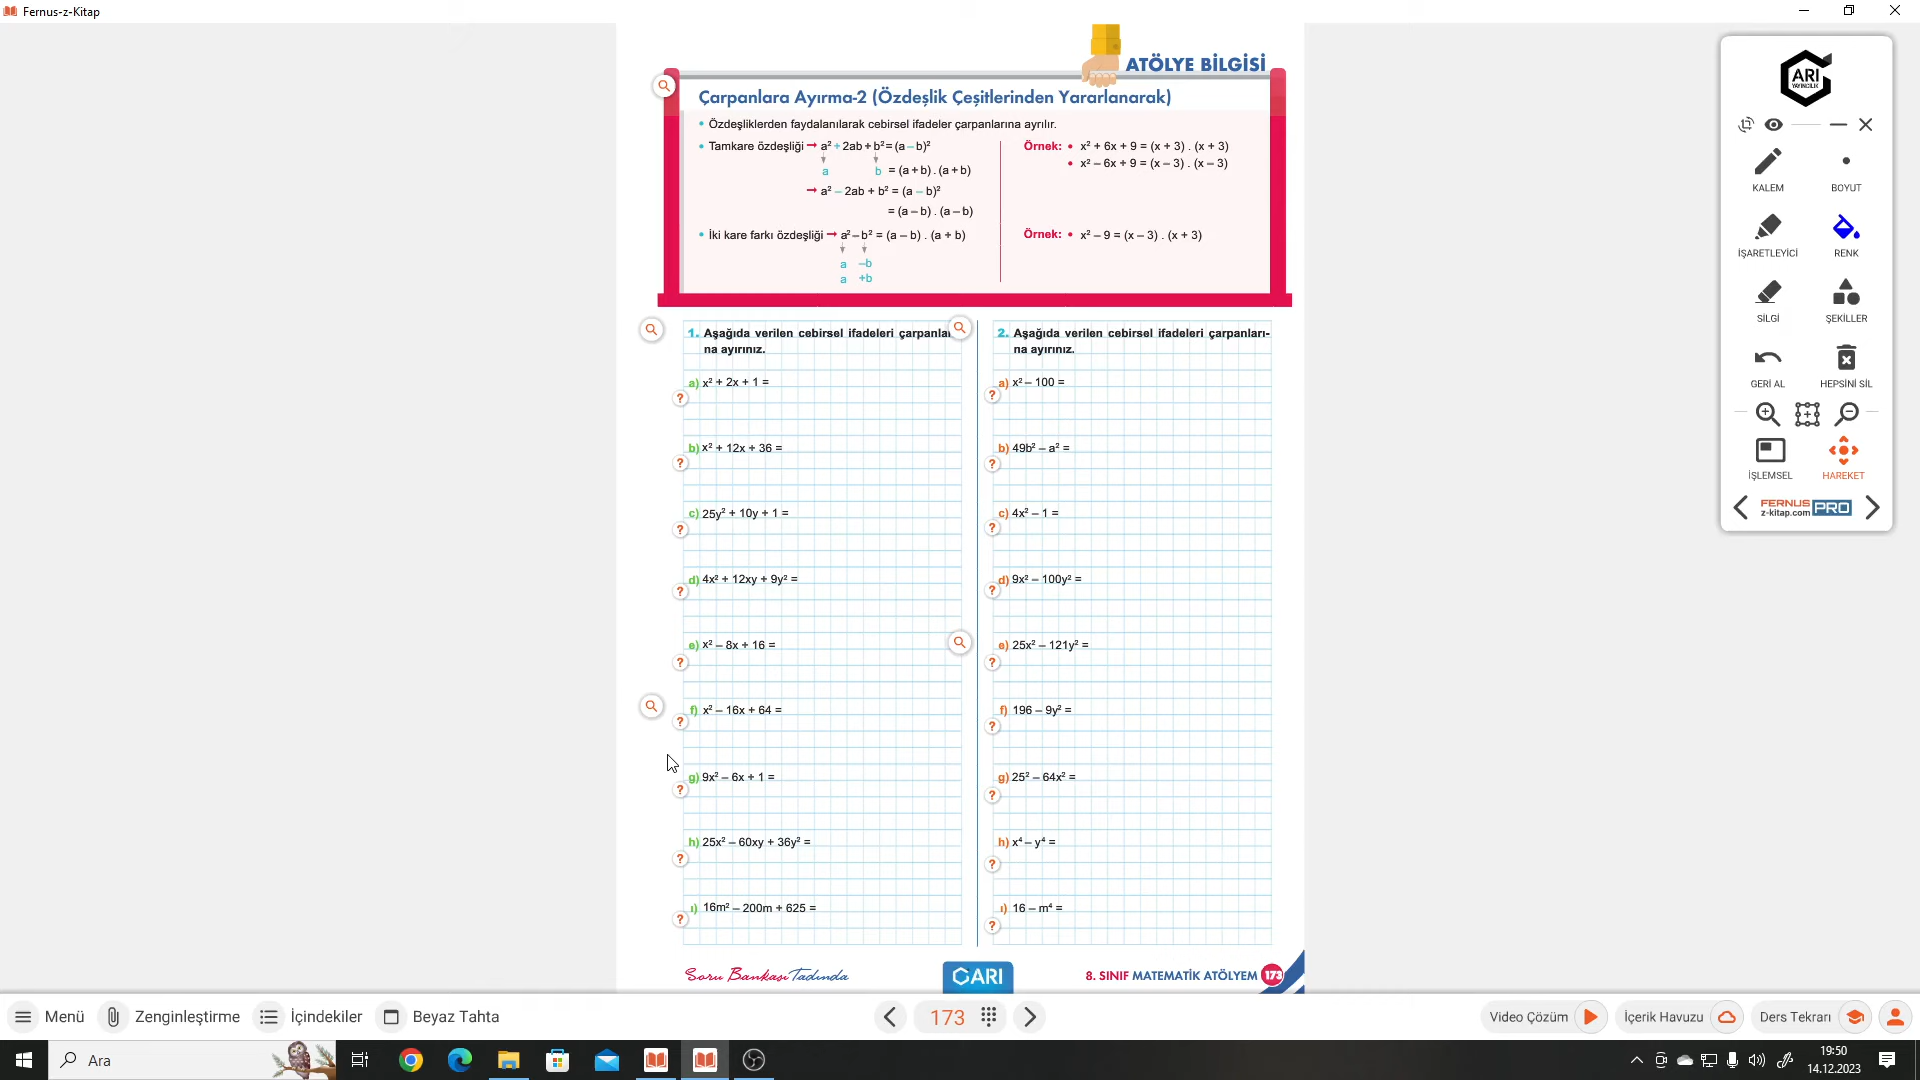 Fernus-z-Kitap
ATÖLYE BİLGİSİ
Çarpanlara Ayırma-2 (Özdeşlik Çeşitlerinden Yararlanarak)
• Özdeşliklerden faydalanılarak cebirsel ifadeler çarpanlarına ayrılır.
• Tamkare özdeşliği → a² + 2ab + b² = (a – b)²
a b = (a + b) . (a + b)
→ a² – 2ab + b² = (a – b)²
= (a – b) . (a – b)
• İki kare farkı özdeşliği → a² – b² = (a – b) . (a + b)
a –b
a +b
Örnek: • x² + 6x + 9 = (x + 3) . (x + 3)
• x² – 6x + 9 = (x – 3) . (x – 3)
Örnek: • x² – 9 = (x – 3) . (x + 3)
1. Aşağıda verilen cebirsel ifadeleri çarpanla
na ayırınız.
a) x² + 2x + 1 =
?
b) x² + 12x + 36 =
?
c) 25y² + 10y + 1 =
?
d) 4x² + 12xy + 9y² =
?
e) x² – 8x + 16 =
?
f) x² – 16x + 64 =
?
g) 9x² – 6x + 1 =
?
h) 25x² – 60xy + 36y² =
?
ı) 16m² – 200m + 625 =
?
2. Aşağıda verilen cebirsel ifadeleri çarpanları-
na ayırınız.
a) x² – 100 =
?
b) 49b² – a² =
?
c) 4x² – 1 =
?
d) 9x² – 100y² =
?
e) 25x² – 121y² =
?
f) 196 – 9y² =
?
g) 25² – 64x² =
?
h) x⁴ – y⁴ =
?
ı) 16 – m⁴ =
?
Soru Bankası Tadında
ARI
8. SINIF MATEMATİK ATÖLYEM 173
ARI
YAYINCILIK
KALEM BOYUT
İŞARETLEYİCİ RENK
SİLGİ ŞEKİLLER
GERİ AL HEPSİNİ SİL
İŞLEMSEL HAREKET
FERNUS
z-kitap.com PRO
Menü Zenginleştirme İçindekiler Beyaz Tahta 173 Video Çözüm İçerik Havuzu Ders Tekrarı
Ara
19:50
14.12.2023